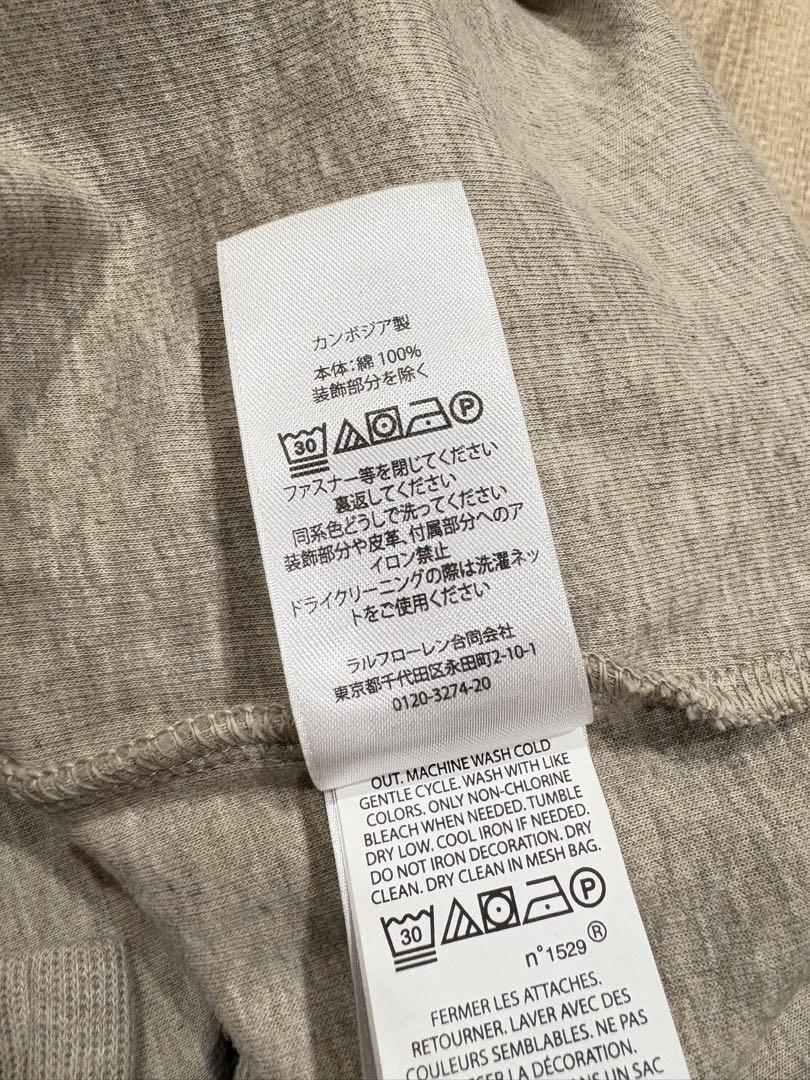 カンボジア製
本体:綿 100%
装飾部分を除く
30 P
ファスナー等を閉じてください
裏返してください
同系色どうしで洗ってください
装飾部分や皮革、付属部分へのア
イロン禁止
ドライクリーニングの際は洗濯ネッ
トをご使用ください
ラルフローレン合同会社
東京都千代田区永田町2-10-1
0120-3274-20
OUT. MACHINE WASH COLD
GENTLE CYCLE. WASH WITH LIKE
COLORS. ONLY NON-CHLORINE
BLEACH WHEN NEEDED. TUMBLE
DRY LOW. COOL IRON IF NEEDED.
DO NOT IRON DECORATION. DRY
CLEAN. DRY CLEAN IN MESH BAG.
30 P
n°1529®
FERMER LES ATTACHES.
RETOURNER. LAVER AVEC DES
COULEURS SEMBLABLES. NE PAS
LA DÉCORATION.
DANS UN SAC